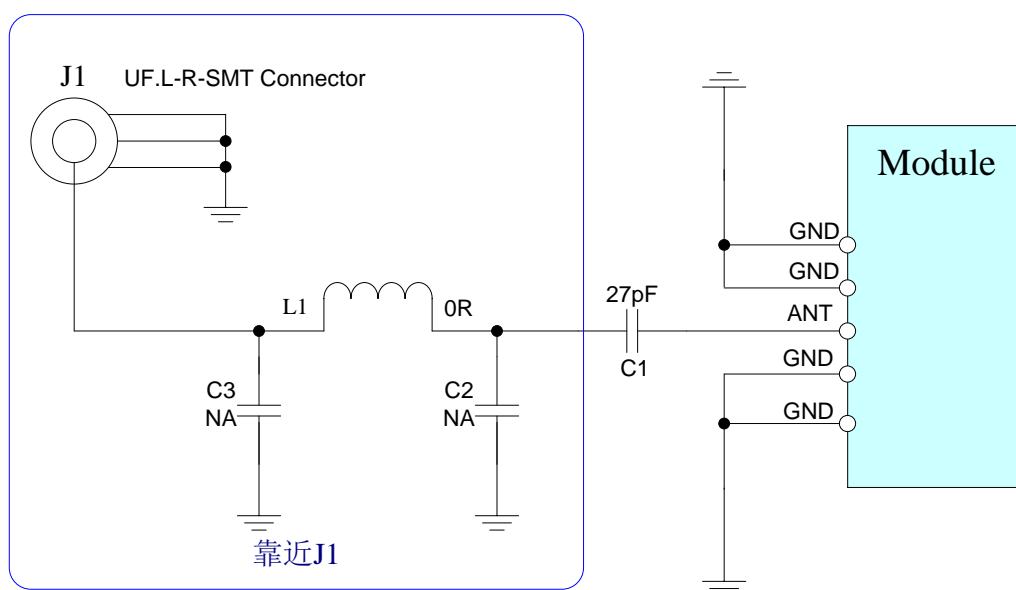 J1 UF.L-R-SMT Connector
Module
GND
GND
27pF
ANT
L1
0R
C1
GND
C3
NA
C2
NA
GND
靠近J1